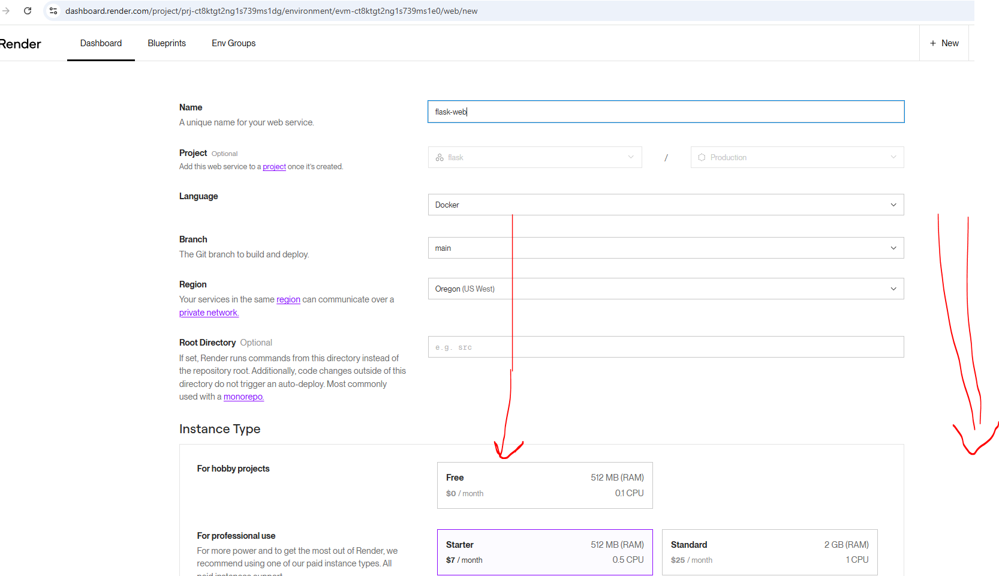 dashboard.render.com/project/prj-ct8ktgt2ng1s739ms1dg/environment/evm-ct8ktgt2ng1s739ms1e0/web/new
Render
Dashboard
Blueprints
Env Groups
+ New
Name
A unique name for your web service.
flask-web
Project Optional
Add this web service to a project once it's created.
flask
/
Production
Language
Docker
Branch
The Git branch to build and deploy.
main
Region
Your services in the same region can communicate over a
private network.
Oregon (US West)
Root Directory Optional
If set, Render runs commands from this directory instead of
the repository root. Additionally, code changes outside of this
directory do not trigger an auto-deploy. Most commonly
used with a monorepo.
e.g. src
Instance Type
For hobby projects
Free 512 MB (RAM)
$0 / month 0.1 CPU
For professional use
For more power and to get the most out of Render, we
recommend using one of our paid instance types. All
paid instances support
Starter 512 MB (RAM)
$7 / month 0.5 CPU
Standard 2 GB (RAM)
$25 / month 1 CPU